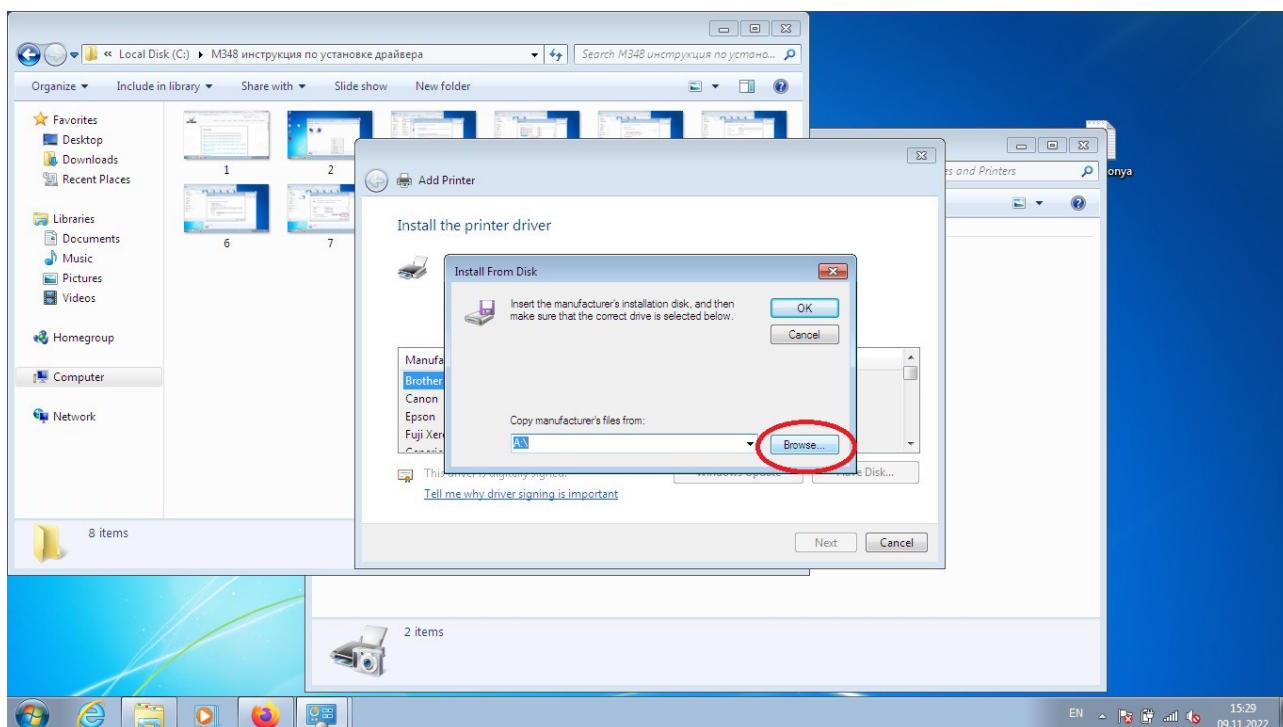 « Local Disk (C:) ▸ M348 инструкция по установке драйвера
Search M348 инструкция по устано...
Organize
Include in library
Share with
Slide show
New folder
Favorites
Desktop
Downloads
Recent Places
Libraries
Documents
Music
Pictures
Videos
Homegroup
Computer
Network
1
2
6
7
8 items
onya
es and Printers
Add Printer
Install the printer driver
Install From Disk
Insert the manufacturer's installation disk, and then
make sure that the correct drive is selected below.
OK
Cancel
Manufa
Brother
Canon
Epson
Fuji Xer
Copy manufacturer's files from:
A:\
Browse...
This driver is digitally signed.
Windows Update
Have Disk...
Tell me why driver signing is important
Next
Cancel
2 items
EN
15:29
09.11.2022